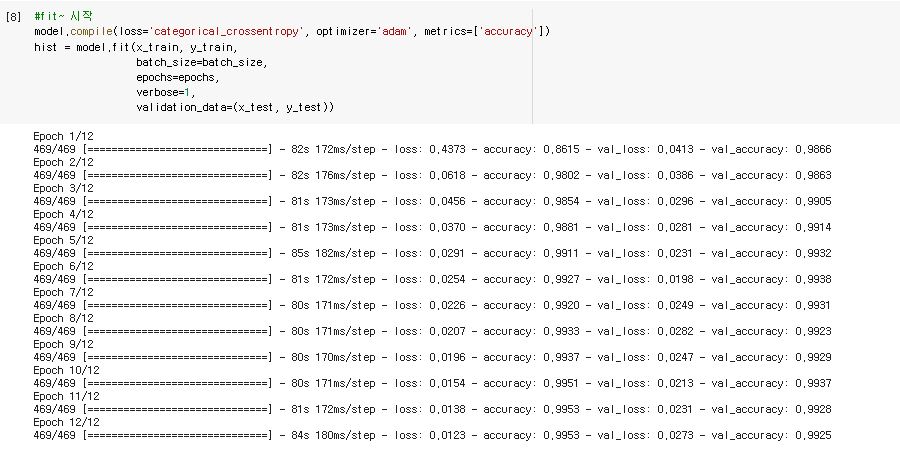 [8] #fit~ 시작
model.compile(loss='categorical_crossentropy', optimizer='adam', metrics=['accuracy'])
hist = model.fit(x_train, y_train,
batch_size=batch_size,
epochs=epochs,
verbose=1,
validation_data=(x_test, y_test))
Epoch 1/12
469/469 [==============================] - 82s 172ms/step - loss: 0.4373 - accuracy: 0.8615 - val_loss: 0.0413 - val_accuracy: 0.9866
Epoch 2/12
469/469 [==============================] - 82s 176ms/step - loss: 0.0618 - accuracy: 0.9802 - val_loss: 0.0386 - val_accuracy: 0.9863
Epoch 3/12
469/469 [==============================] - 81s 173ms/step - loss: 0.0456 - accuracy: 0.9854 - val_loss: 0.0296 - val_accuracy: 0.9905
Epoch 4/12
469/469 [==============================] - 81s 173ms/step - loss: 0.0370 - accuracy: 0.9881 - val_loss: 0.0281 - val_accuracy: 0.9914
Epoch 5/12
469/469 [==============================] - 85s 182ms/step - loss: 0.0291 - accuracy: 0.9911 - val_loss: 0.0231 - val_accuracy: 0.9932
Epoch 6/12
469/469 [==============================] - 81s 172ms/step - loss: 0.0254 - accuracy: 0.9927 - val_loss: 0.0198 - val_accuracy: 0.9938
Epoch 7/12
469/469 [==============================] - 80s 171ms/step - loss: 0.0226 - accuracy: 0.9920 - val_loss: 0.0249 - val_accuracy: 0.9931
Epoch 8/12
469/469 [==============================] - 80s 171ms/step - loss: 0.0207 - accuracy: 0.9933 - val_loss: 0.0282 - val_accuracy: 0.9923
Epoch 9/12
469/469 [==============================] - 80s 170ms/step - loss: 0.0196 - accuracy: 0.9937 - val_loss: 0.0247 - val_accuracy: 0.9929
Epoch 10/12
469/469 [==============================] - 80s 171ms/step - loss: 0.0154 - accuracy: 0.9951 - val_loss: 0.0213 - val_accuracy: 0.9937
Epoch 11/12
469/469 [==============================] - 81s 172ms/step - loss: 0.0138 - accuracy: 0.9953 - val_loss: 0.0231 - val_accuracy: 0.9928
Epoch 12/12
469/469 [==============================] - 84s 180ms/step - loss: 0.0123 - accuracy: 0.9953 - val_loss: 0.0273 - val_accuracy: 0.9925